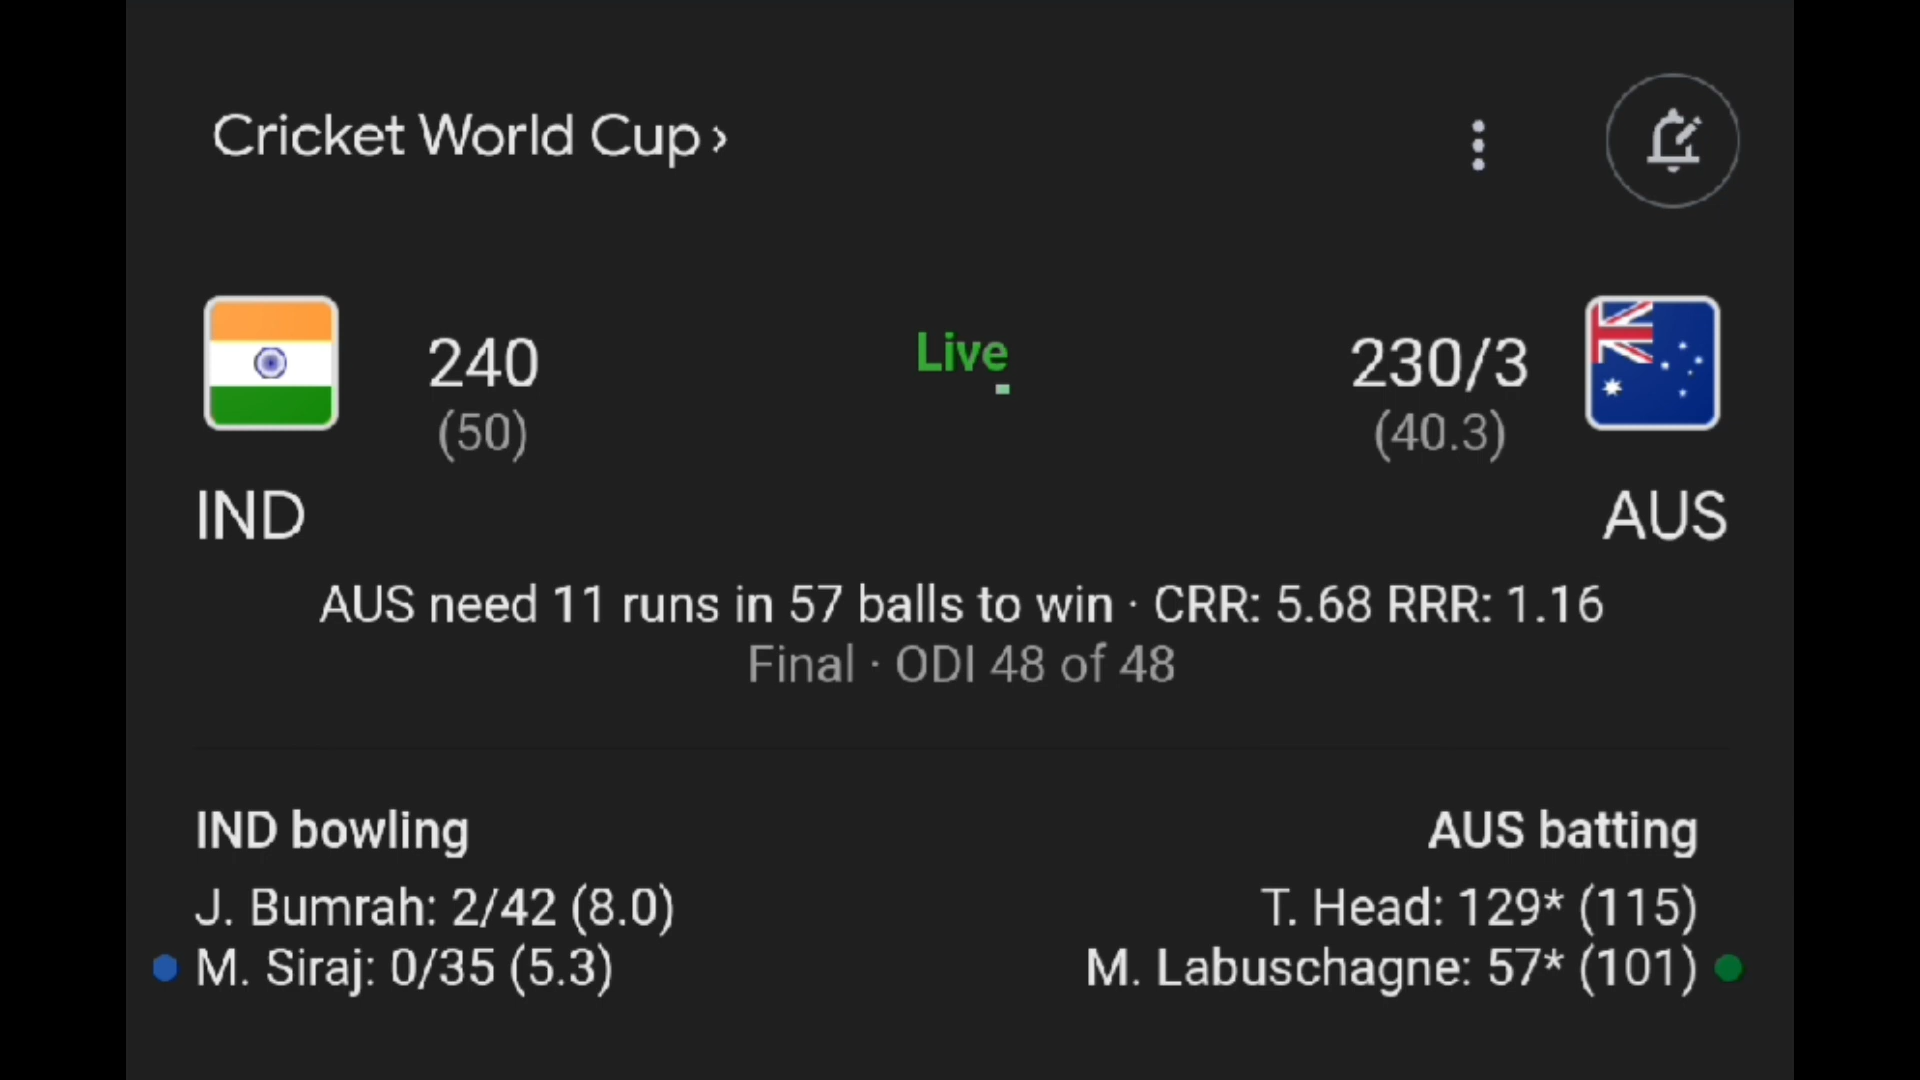 Cricket World Cup ›
240
(50)
IND
Live
230/3
(40.3)
AUS
AUS need 11 runs in 57 balls to win · CRR: 5.68 RRR: 1.16
Final · ODI 48 of 48
IND bowling
J. Bumrah: 2/42 (8.0)
M. Siraj: 0/35 (5.3)
AUS batting
T. Head: 129* (115)
M. Labuschagne: 57* (101)